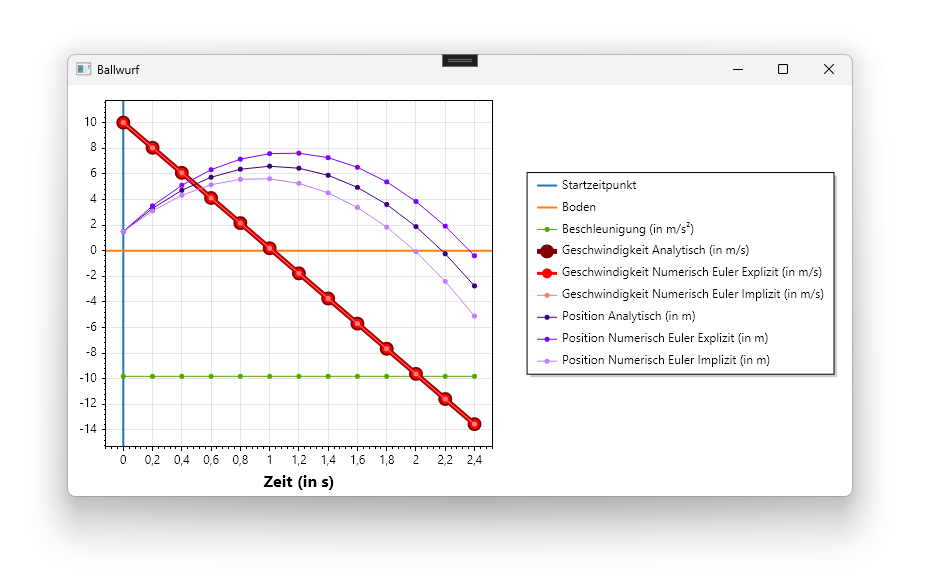 Ballwurf
10
8
6
4
2
0
-2
-4
-6
-8
-10
-12
-14
0 0,2 0,4 0,6 0,8 1 1,2 1,4 1,6 1,8 2 2,2 2,4
Zeit (in s)
Startzeitpunkt
Boden
Beschleunigung (in m/s²)
Geschwindigkeit Analytisch (in m/s)
Geschwindigkeit Numerisch Euler Explizit (in m/s)
Geschwindigkeit Numerisch Euler Implizit (in m/s)
Position Analytisch (in m)
Position Numerisch Euler Explizit (in m)
Position Numerisch Euler Implizit (in m)